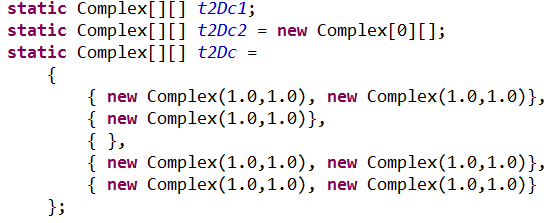 static Complex[][] t2Dc1;
static Complex[][] t2Dc2 = new Complex[0][];
static Complex[][] t2Dc =
{
{ new Complex(1.0,1.0), new Complex(1.0,1.0)},
{ new Complex(1.0,1.0)},
{ },
{ new Complex(1.0,1.0), new Complex(1.0,1.0)},
{ new Complex(1.0,1.0), new Complex(1.0,1.0)}
};